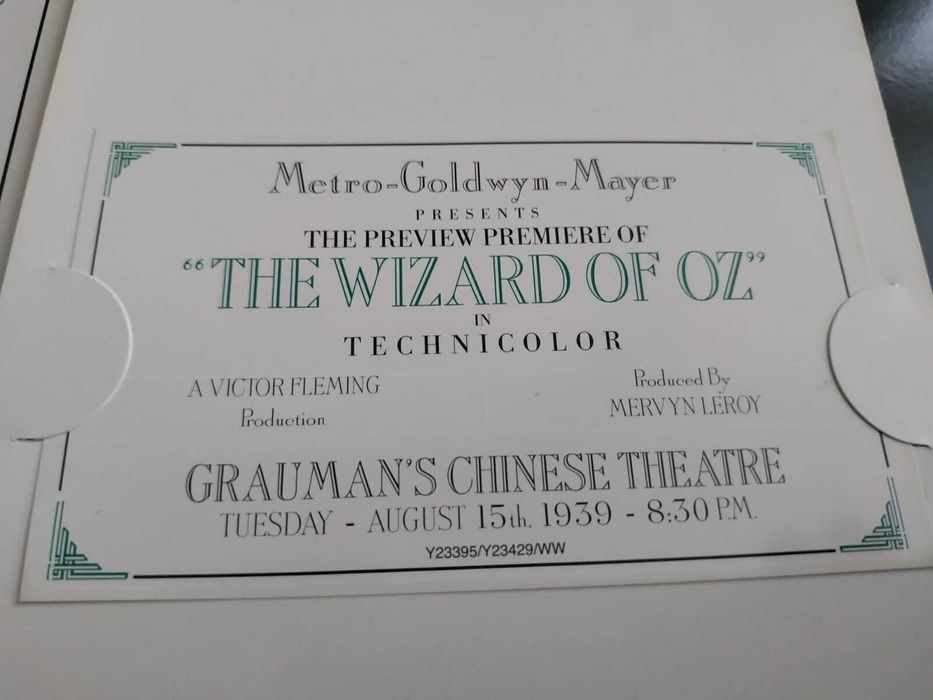 Metro-Goldwyn-Mayer
PRESENTS
THE PREVIEW PREMIERE OF
“THE WIZARD OF OZ”
IN
TECHNICOLOR
A VICTOR FLEMING
Production
Produced By
MERVYN LEROY
GRAUMAN'S CHINESE THEATRE
TUESDAY - AUGUST 15th, 1939 - 8:30 P.M.
Y23395/Y23429/WW